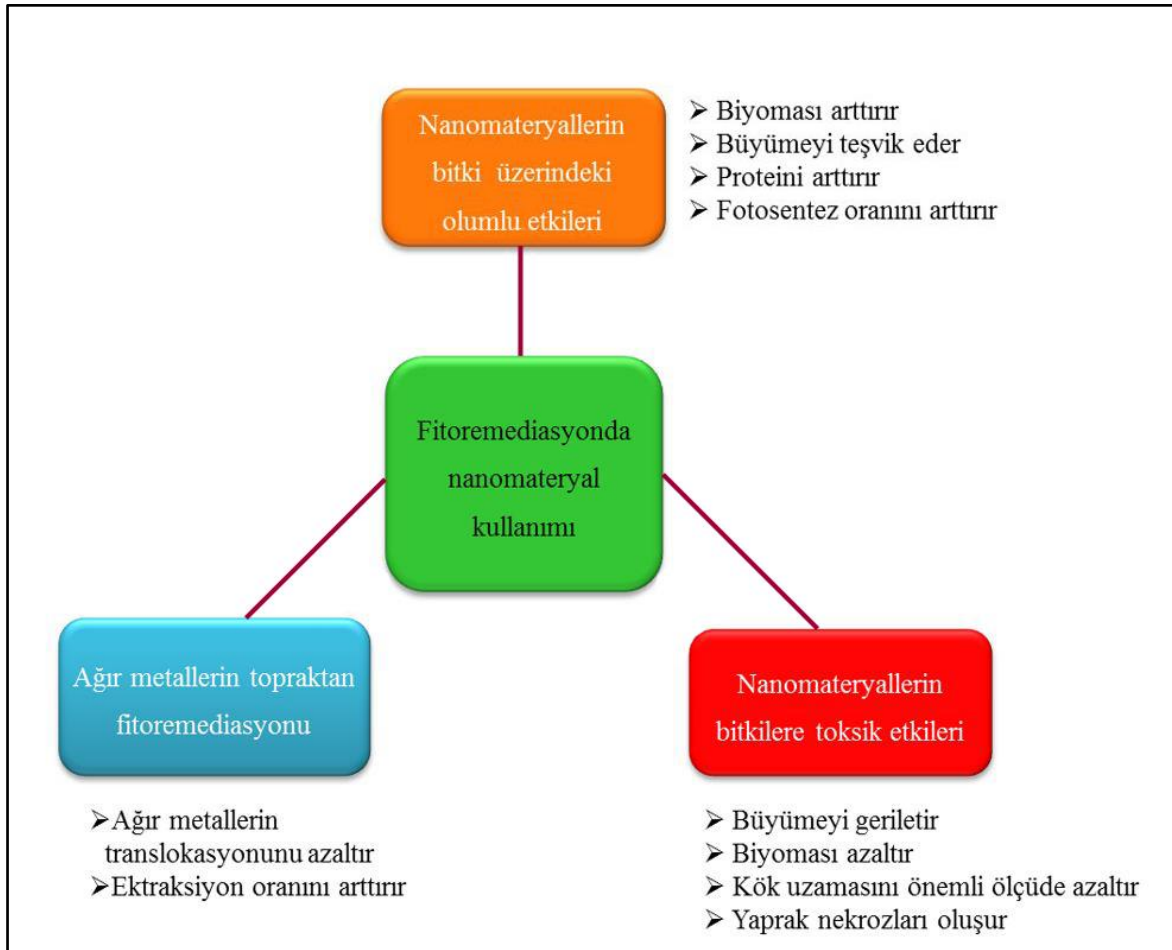 Nanomateryallerin
bitki üzerindeki
olumlu etkileri
➢ Biyoması arttırır
➢ Büyümeyi teşvik eder
➢ Proteini arttırır
➢ Fotosentez oranını arttırır
Fitoremediasyonda
nanomateryal
kullanımı
Ağır metallerin topraktan
fitoremediasyonu
➢Ağır metallerin
translokasyonunu azaltır
➢Ektraksiyon oranını arttırır
Nanomateryallerin
bitkilere toksik etkileri
➢ Büyümeyi geriletir
➢ Biyoması azaltır
➢ Kök uzamasını önemli ölçüde azaltır
➢ Yaprak nekrozları oluşur